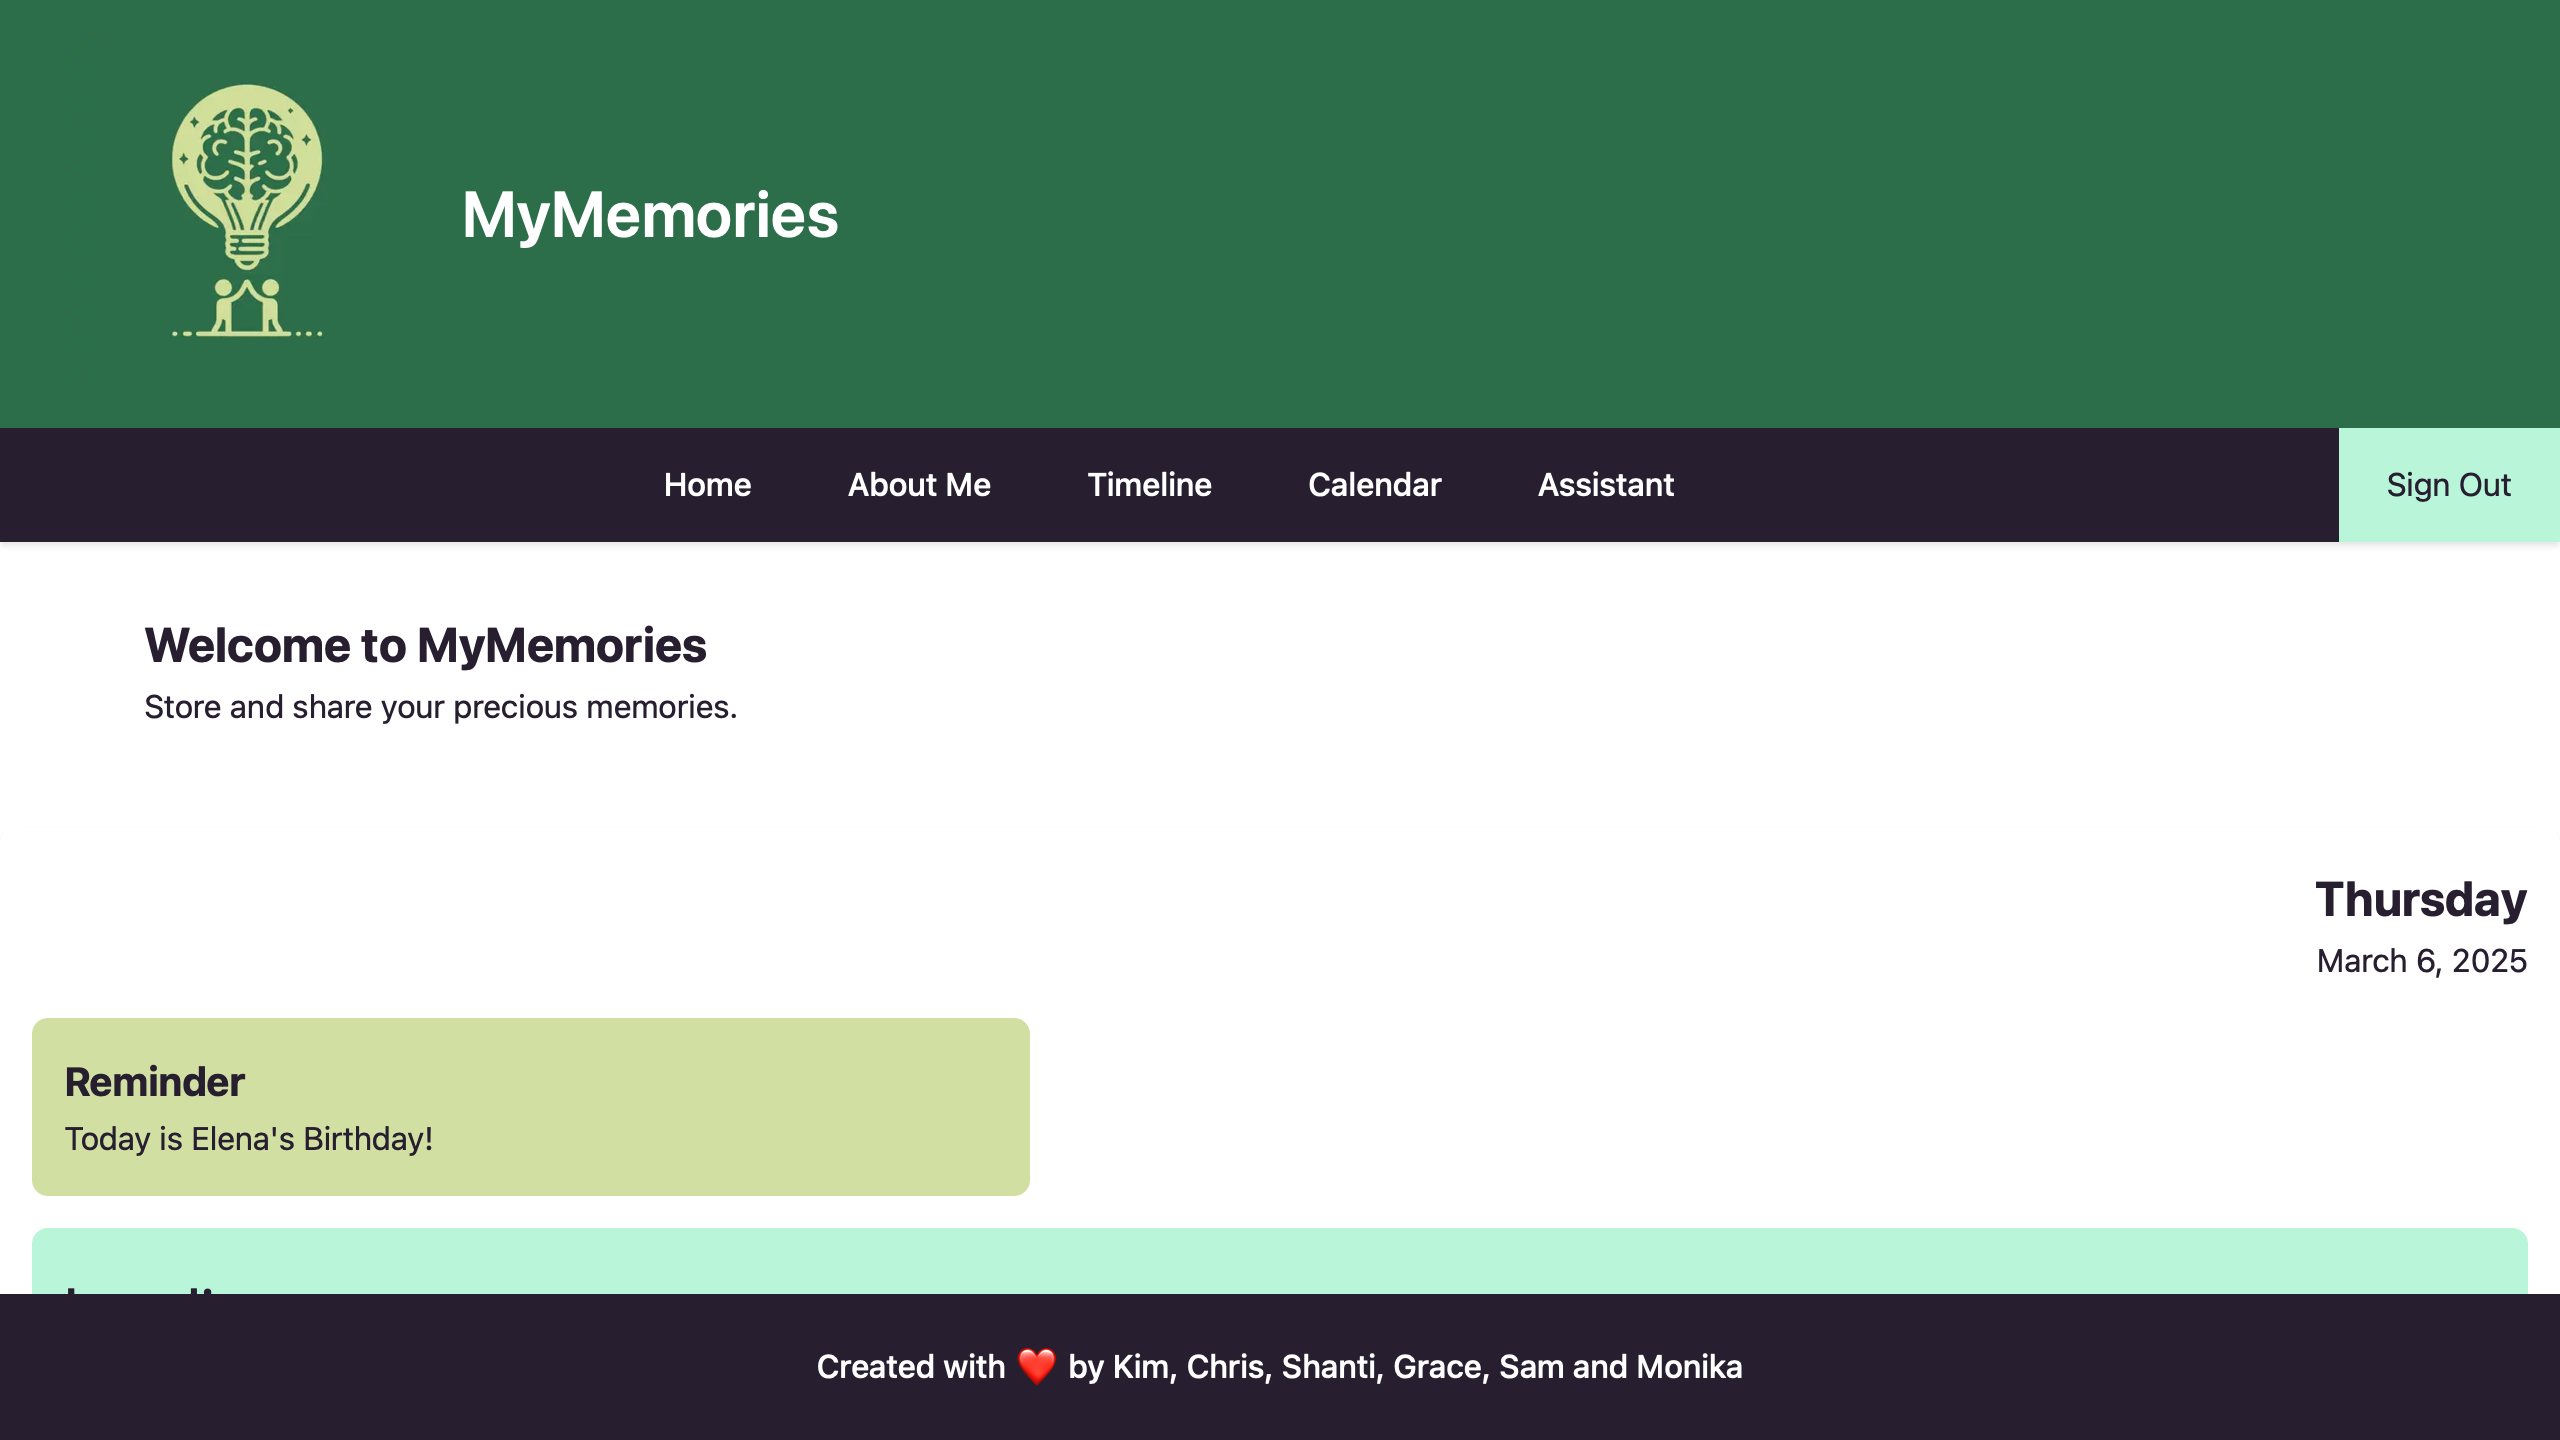 MyMemories
Home About Me Timeline Calendar Assistant Sign Out
Welcome to MyMemories
Store and share your precious memories.
Thursday
March 6, 2025
Reminder
Today is Elena's Birthday!
Created with ❤️ by Kim, Chris, Shanti, Grace, Sam and Monika